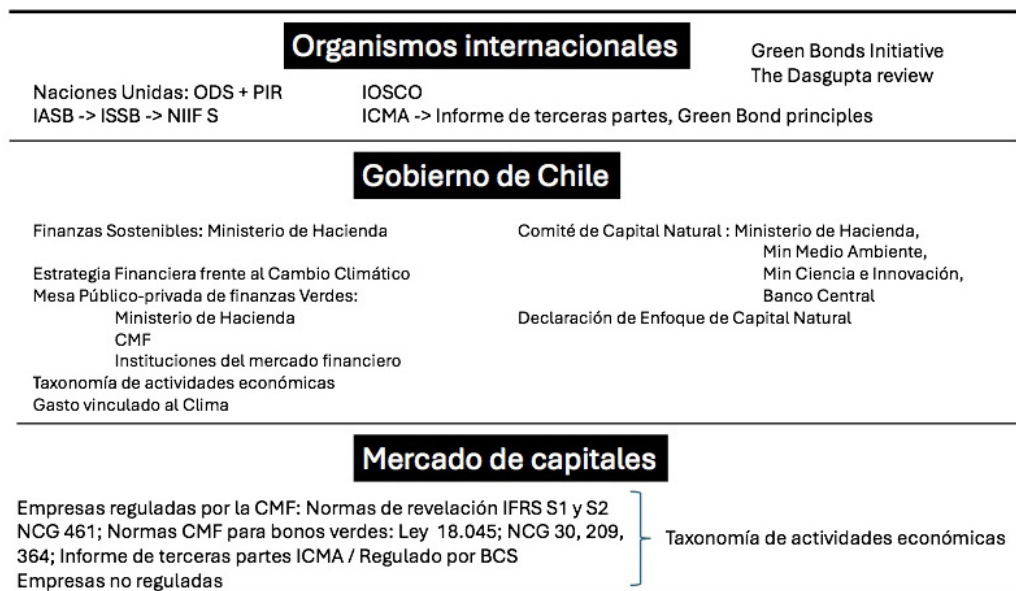 Organismos internacionales
Green Bonds Initiative
The Dasgupta review
Naciones Unidas: ODS + PIR
IASB -> ISSB -> NIIF S
IOSCO
ICMA -> Informe de terceras partes, Green Bond principles
Gobierno de Chile
Finanzas Sostenibles: Ministerio de Hacienda
Estrategia Financiera frente al Cambio Climático
Mesa Público-privada de finanzas Verdes:
Ministerio de Hacienda
CMF
Instituciones del mercado financiero
Taxonomía de actividades económicas
Gasto vinculado al Clima
Comité de Capital Natural : Ministerio de Hacienda,
Min Medio Ambiente,
Min Ciencia e Innovación,
Banco Central
Declaración de Enfoque de Capital Natural
Mercado de capitales
Empresas reguladas por la CMF: Normas de revelación IFRS S1 y S2
NCG 461; Normas CMF para bonos verdes: Ley 18.045; NCG 30, 209,
364; Informe de terceras partes ICMA / Regulado por BCS
Empresas no reguladas
Taxonomía de actividades económicas